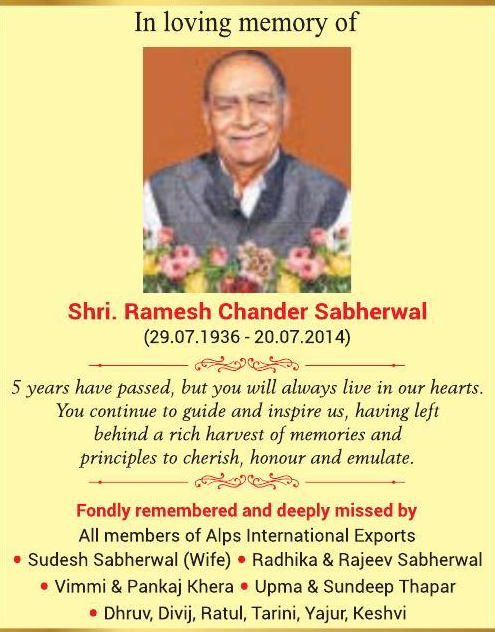 In loving memory of
Shri. Ramesh Chander Sabherwal
(29.07.1936 - 20.07.2014)
5 years have passed, but you will always live in our hearts.
You continue to guide and inspire us, having left
behind a rich harvest of memories and
principles to cherish, honour and emulate.
Fondly remembered and deeply missed by
All members of Alps International Exports
• Sudesh Sabherwal (Wife) • Radhika & Rajeev Sabherwal
• Vimmi & Pankaj Khera • Upma & Sundeep Thapar
• Dhruv, Divij, Ratul, Tarini, Yajur, Keshvi